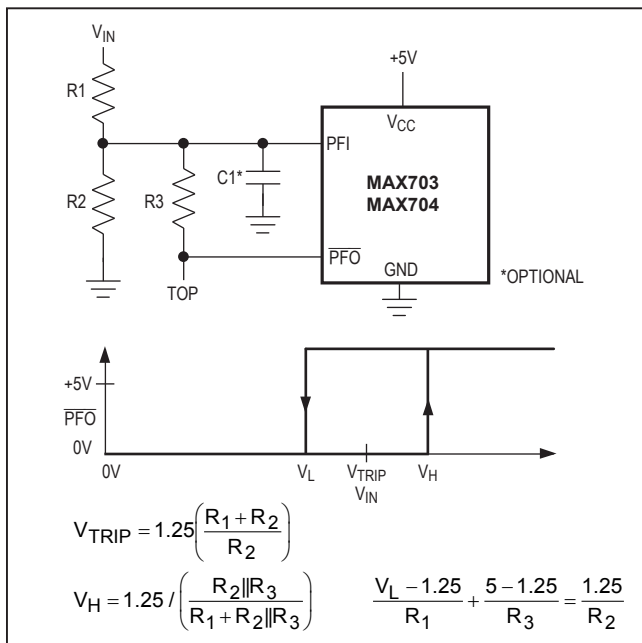 V_IN
R1
+5V
V_CC
PFI
C1*
MAX703
MAX704
R2
R3
P̅F̅O̅
GND
*OPTIONAL
TOP
+5V
P̅F̅O̅
0V
0V
V_L
V_TRIP
V_H
V_IN
V_TRIP = 1.25((R_1 + R_2)/R_2)
V_H = 1.25 / ((R_2||R_3)/(R_1 + R_2||R_3))
(V_L – 1.25)/R_1 + (5 – 1.25)/R_3 = 1.25/R_2